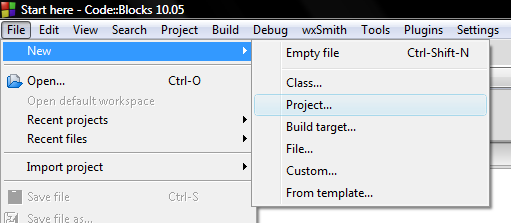 Start here - Code::Blocks 10.05
File Edit View Search Project Build Debug wxSmith Tools Plugins Settings
New
Empty file Ctrl-Shift-N
Class...
Project...
Build target...
File...
Custom...
From template...
Open... Ctrl-O
Open default workspace
Recent projects
Recent files
Import project
Save file Ctrl-S
Save file as...